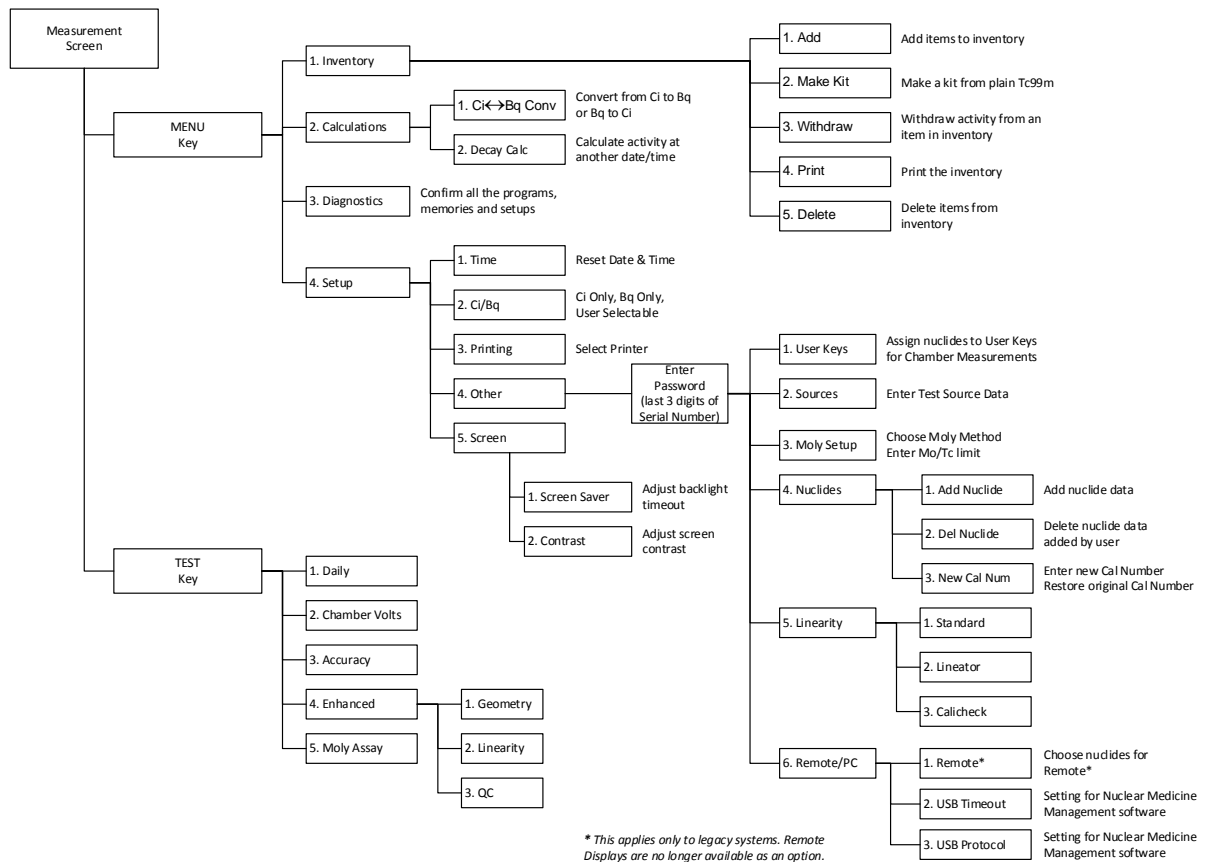 Measurement
Screen
MENU
Key
1. Inventory
1. Add
Add items to inventory
2. Make Kit
Make a kit from plain Tc99m
3. Withdraw
Withdraw activity from an
item in inventory
4. Print
Print the inventory
5. Delete
Delete items from
inventory
2. Calculations
1. Ci↔Bq Conv
Convert from Ci to Bq
or Bq to Ci
2. Decay Calc
Calculate activity at
another date/time
3. Diagnostics
Confirm all the programs,
memories and setups
4. Setup
1. Time
Reset Date & Time
2. Ci/Bq
Ci Only, Bq Only,
User Selectable
3. Printing
Select Printer
4. Other
Enter
Password
(last 3 digits of
Serial Number)
1. User Keys
Assign nuclides to User Keys
for Chamber Measurements
2. Sources
Enter Test Source Data
3. Moly Setup
Choose Moly Method
Enter Mo/Tc limit
4. Nuclides
1. Add Nuclide
Add nuclide data
2. Del Nuclide
Delete nuclide data
added by user
3. New Cal Num
Enter new Cal Number
Restore original Cal Number
5. Linearity
1. Standard
2. Lineator
3. Calicheck
6. Remote/PC
1. Remote*
Choose nuclides for
Remote*
2. USB Timeout
Setting for Nuclear Medicine
Management software
3. USB Protocol
Setting for Nuclear Medicine
Management software
5. Screen
1. Screen Saver
Adjust backlight
timeout
2. Contrast
Adjust screen
contrast
TEST
Key
1. Daily
2. Chamber Volts
3. Accuracy
4. Enhanced
1. Geometry
2. Linearity
3. QC
5. Moly Assay
* This applies only to legacy systems. Remote
Displays are no longer available as an option.